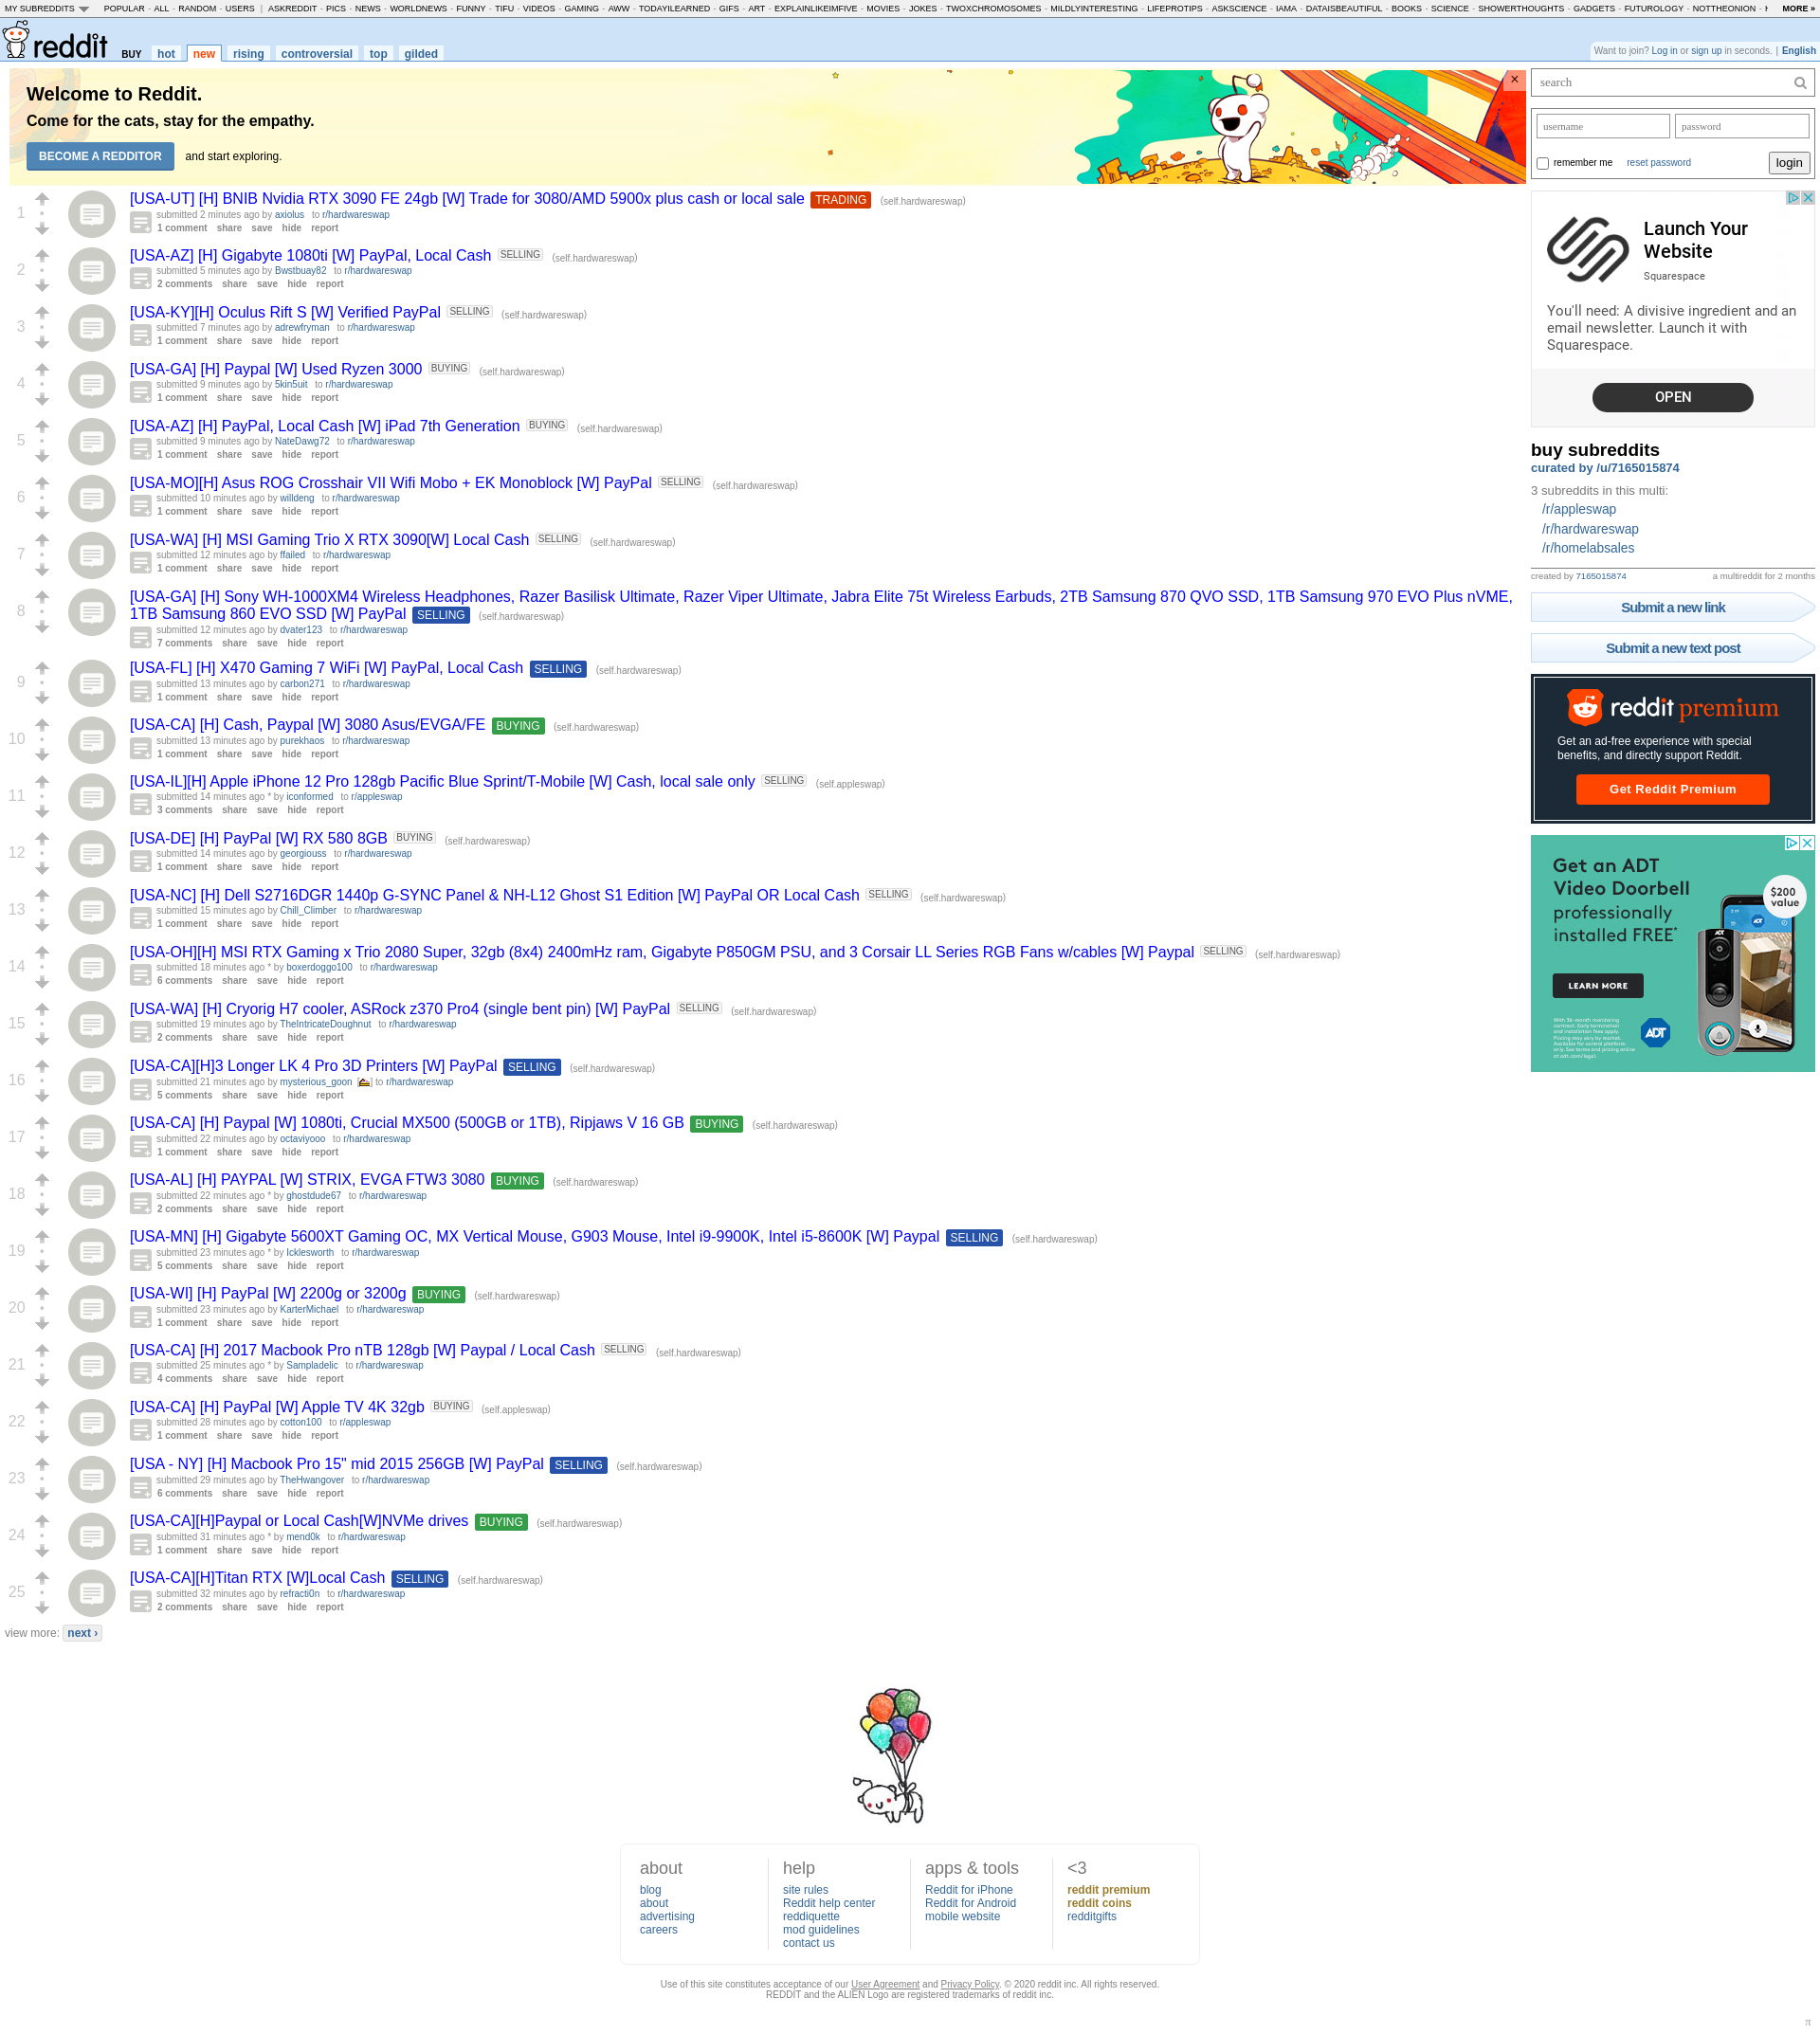 MY SUBREDDITS POPULAR - ALL - RANDOM - USERS | ASKREDDIT - PICS - NEWS - WORLDNEWS - FUNNY - TIFU - VIDEOS - GAMING - AWW - TODAYILEARNED - GIFS - ART - EXPLAINLIKEIMFIVE - MOVIES - JOKES - TWOXCHROMOSOMES - MILDLYINTERESTING - LIFEPROTIPS - ASKSCIENCE - IAMA - DATAISBEAUTIFUL - BOOKS - SCIENCE - SHOWERTHOUGHTS - GADGETS - FUTUROLOGY - NOTTHEONION - MORE »
reddit BUY hot new rising controversial top gilded
Want to join? Log in or sign up in seconds. | English
Welcome to Reddit.
Come for the cats, stay for the empathy.
BECOME A REDDITOR and start exploring.
×
1
[USA-UT] [H] BNIB Nvidia RTX 3090 FE 24gb [W] Trade for 3080/AMD 5900x plus cash or local sale TRADING (self.hardwareswap)
submitted 2 minutes ago by axiolus to r/hardwareswap
1 comment share save hide report
2
[USA-AZ] [H] Gigabyte 1080ti [W] PayPal, Local Cash SELLING (self.hardwareswap)
submitted 5 minutes ago by Bwstbuay82 to r/hardwareswap
2 comments share save hide report
3
[USA-KY][H] Oculus Rift S [W] Verified PayPal SELLING (self.hardwareswap)
submitted 7 minutes ago by adrewfryman to r/hardwareswap
1 comment share save hide report
4
[USA-GA] [H] Paypal [W] Used Ryzen 3000 BUYING (self.hardwareswap)
submitted 9 minutes ago by 5kin5uit to r/hardwareswap
1 comment share save hide report
5
[USA-AZ] [H] PayPal, Local Cash [W] iPad 7th Generation BUYING (self.hardwareswap)
submitted 9 minutes ago by NateDawg72 to r/hardwareswap
1 comment share save hide report
6
[USA-MO][H] Asus ROG Crosshair VII Wifi Mobo + EK Monoblock [W] PayPal SELLING (self.hardwareswap)
submitted 10 minutes ago by willdeng to r/hardwareswap
1 comment share save hide report
7
[USA-WA] [H] MSI Gaming Trio X RTX 3090[W] Local Cash SELLING (self.hardwareswap)
submitted 12 minutes ago by ffailed to r/hardwareswap
1 comment share save hide report
8
[USA-GA] [H] Sony WH-1000XM4 Wireless Headphones, Razer Basilisk Ultimate, Razer Viper Ultimate, Jabra Elite 75t Wireless Earbuds, 2TB Samsung 870 QVO SSD, 1TB Samsung 970 EVO Plus nVME,
1TB Samsung 860 EVO SSD [W] PayPal SELLING (self.hardwareswap)
submitted 12 minutes ago by dvater123 to r/hardwareswap
7 comments share save hide report
9
[USA-FL] [H] X470 Gaming 7 WiFi [W] PayPal, Local Cash SELLING (self.hardwareswap)
submitted 13 minutes ago by carbon271 to r/hardwareswap
1 comment share save hide report
10
[USA-CA] [H] Cash, Paypal [W] 3080 Asus/EVGA/FE BUYING (self.hardwareswap)
submitted 13 minutes ago by purekhaos to r/hardwareswap
1 comment share save hide report
11
[USA-IL][H] Apple iPhone 12 Pro 128gb Pacific Blue Sprint/T-Mobile [W] Cash, local sale only SELLING (self.appleswap)
submitted 14 minutes ago * by iconformed to r/appleswap
3 comments share save hide report
12
[USA-DE] [H] PayPal [W] RX 580 8GB BUYING (self.hardwareswap)
submitted 14 minutes ago by georgiouss to r/hardwareswap
1 comment share save hide report
13
[USA-NC] [H] Dell S2716DGR 1440p G-SYNC Panel & NH-L12 Ghost S1 Edition [W] PayPal OR Local Cash SELLING (self.hardwareswap)
submitted 15 minutes ago by Chill_Climber to r/hardwareswap
1 comment share save hide report
14
[USA-OH][H] MSI RTX Gaming x Trio 2080 Super, 32gb (8x4) 2400mHz ram, Gigabyte P850GM PSU, and 3 Corsair LL Series RGB Fans w/cables [W] Paypal SELLING (self.hardwareswap)
submitted 18 minutes ago * by boxerdoggo100 to r/hardwareswap
6 comments share save hide report
15
[USA-WA] [H] Cryorig H7 cooler, ASRock z370 Pro4 (single bent pin) [W] PayPal SELLING (self.hardwareswap)
submitted 19 minutes ago by TheIntricateDoughnut to r/hardwareswap
2 comments share save hide report
16
[USA-CA][H]3 Longer LK 4 Pro 3D Printers [W] PayPal SELLING (self.hardwareswap)
submitted 21 minutes ago by mysterious_goon [] to r/hardwareswap
5 comments share save hide report
17
[USA-CA] [H] Paypal [W] 1080ti, Crucial MX500 (500GB or 1TB), Ripjaws V 16 GB BUYING (self.hardwareswap)
submitted 22 minutes ago by octaviyooo to r/hardwareswap
1 comment share save hide report
18
[USA-AL] [H] PAYPAL [W] STRIX, EVGA FTW3 3080 BUYING (self.hardwareswap)
submitted 22 minutes ago * by ghostdude67 to r/hardwareswap
2 comments share save hide report
19
[USA-MN] [H] Gigabyte 5600XT Gaming OC, MX Vertical Mouse, G903 Mouse, Intel i9-9900K, Intel i5-8600K [W] Paypal SELLING (self.hardwareswap)
submitted 23 minutes ago * by Icklesworth to r/hardwareswap
5 comments share save hide report
20
[USA-WI] [H] PayPal [W] 2200g or 3200g BUYING (self.hardwareswap)
submitted 23 minutes ago by KarterMichael to r/hardwareswap
1 comment share save hide report
21
[USA-CA] [H] 2017 Macbook Pro nTB 128gb [W] Paypal / Local Cash SELLING (self.hardwareswap)
submitted 25 minutes ago * by Sampladelic to r/hardwareswap
4 comments share save hide report
22
[USA-CA] [H] PayPal [W] Apple TV 4K 32gb BUYING (self.appleswap)
submitted 28 minutes ago by cotton100 to r/appleswap
1 comment share save hide report
23
[USA - NY] [H] Macbook Pro 15" mid 2015 256GB [W] PayPal SELLING (self.hardwareswap)
submitted 29 minutes ago by TheHwangover to r/hardwareswap
6 comments share save hide report
24
[USA-CA][H]Paypal or Local Cash[W]NVMe drives BUYING (self.hardwareswap)
submitted 31 minutes ago * by mend0k to r/hardwareswap
1 comment share save hide report
25
[USA-CA][H]Titan RTX [W]Local Cash SELLING (self.hardwareswap)
submitted 32 minutes ago by refracti0n to r/hardwareswap
2 comments share save hide report
view more: next ›
search
username password
remember me reset password login
Launch Your
Website
Squarespace
You'll need: A divisive ingredient and an
email newsletter. Launch it with
Squarespace.
OPEN
buy subreddits
curated by /u/7165015874
3 subreddits in this multi:
/r/appleswap
/r/hardwareswap
/r/homelabsales
created by 7165015874 a multireddit for 2 months
Submit a new link
Submit a new text post
reddit premium
Get an ad-free experience with special
benefits, and directly support Reddit.
Get Reddit Premium
Get an ADT
Video Doorbell
professionally
installed FREE*
$200
value
LEARN MORE
ADT
about
blog
about
advertising
careers
help
site rules
Reddit help center
reddiquette
mod guidelines
contact us
apps & tools
Reddit for iPhone
Reddit for Android
mobile website
<3
reddit premium
reddit coins
redditgifts
Use of this site constitutes acceptance of our User Agreement and Privacy Policy. © 2020 reddit inc. All rights reserved.
REDDIT and the ALIEN Logo are registered trademarks of reddit inc.
π